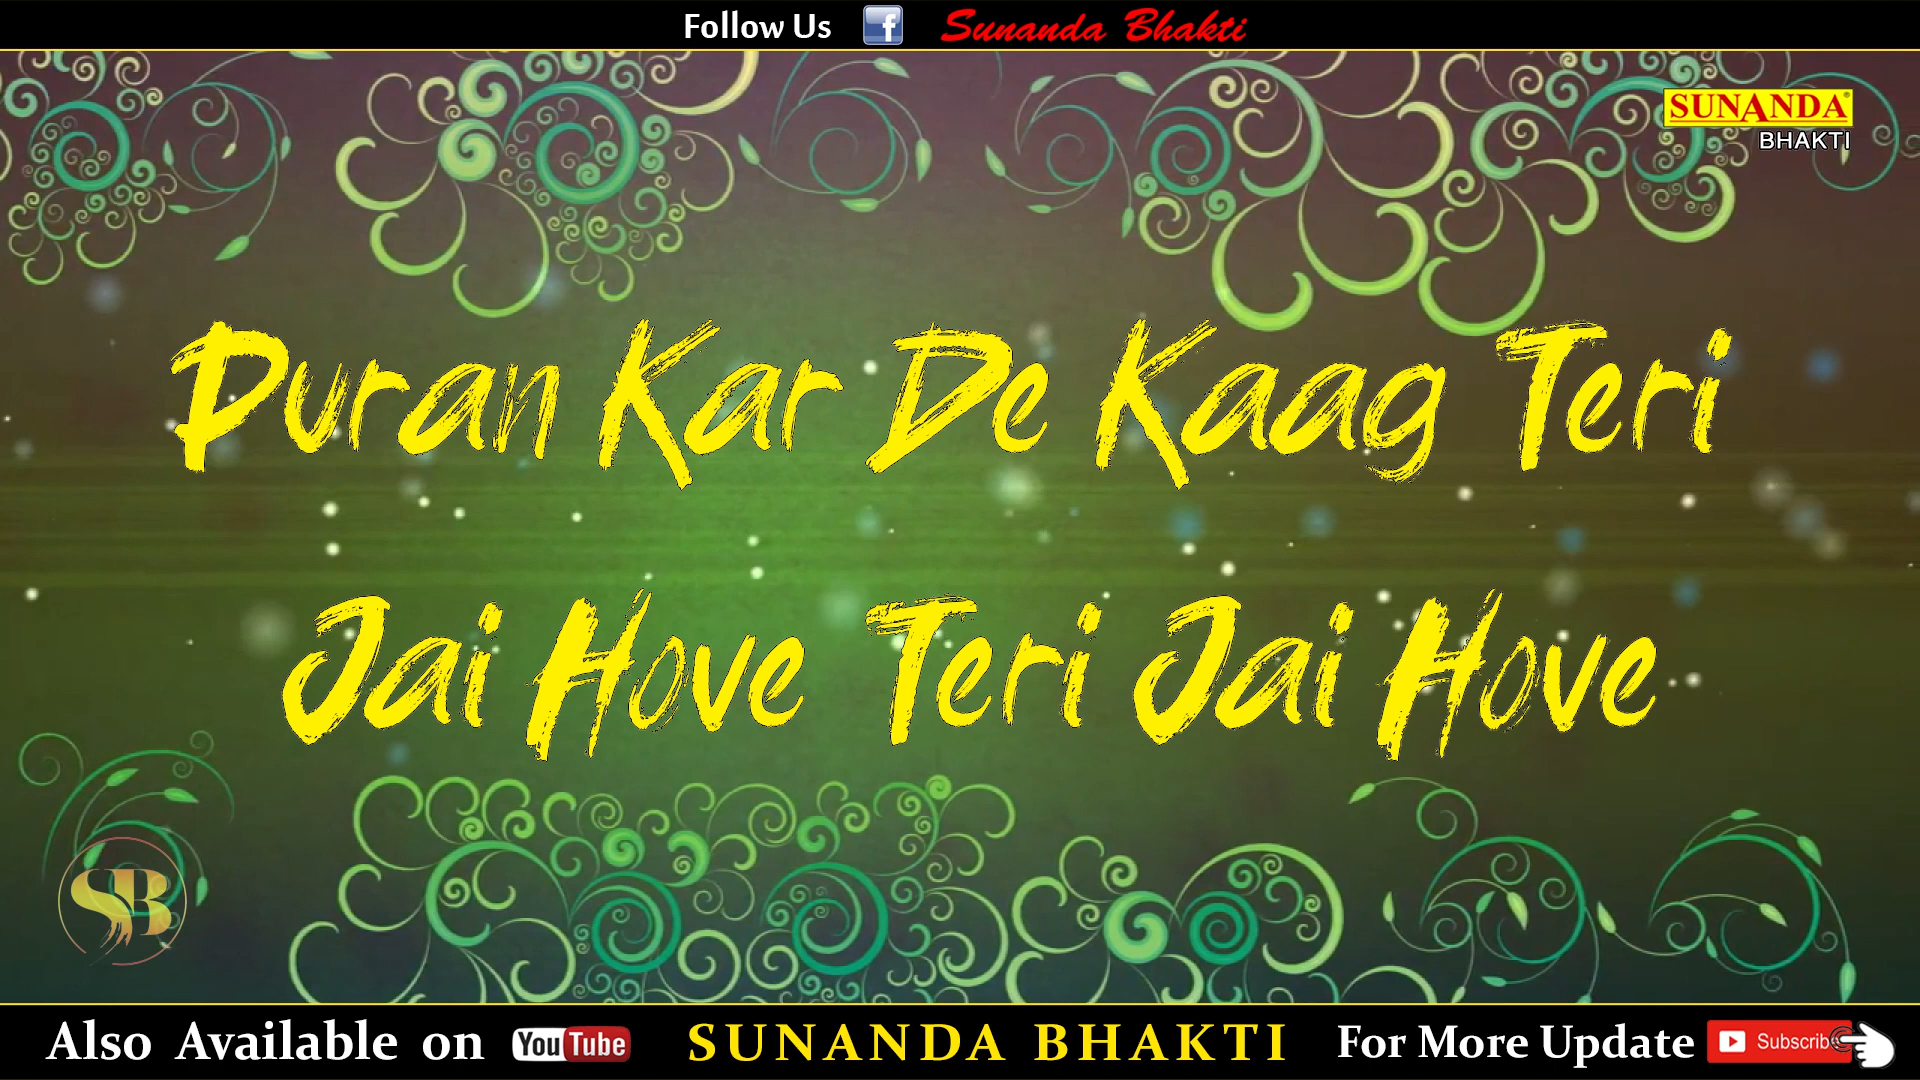 Follow Us f Sunanda Bhakti
SUNANDA®
BHAKTI
Puran Kar De Kaag Teri
Jai Hove Teri Jai Hove
SB
Also Available on YouTube SUNANDA BHAKTI For More Update Subscribe